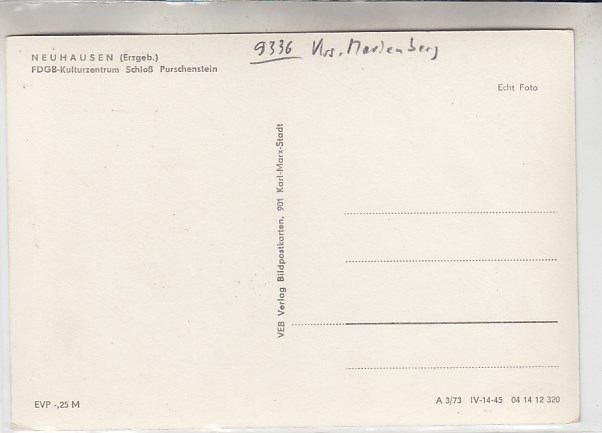 9336 Krs. Marienberg
NEUHAUSEN (Erzgeb.)
FDGB-Kulturzentrum Schloß Purschenstein
Echt Foto
VEB Verlag Bildpostkarten, 901 Karl-Marx-Stadt
EVP -,25 M
A 3/73 IV-14-45 04 14 12 320